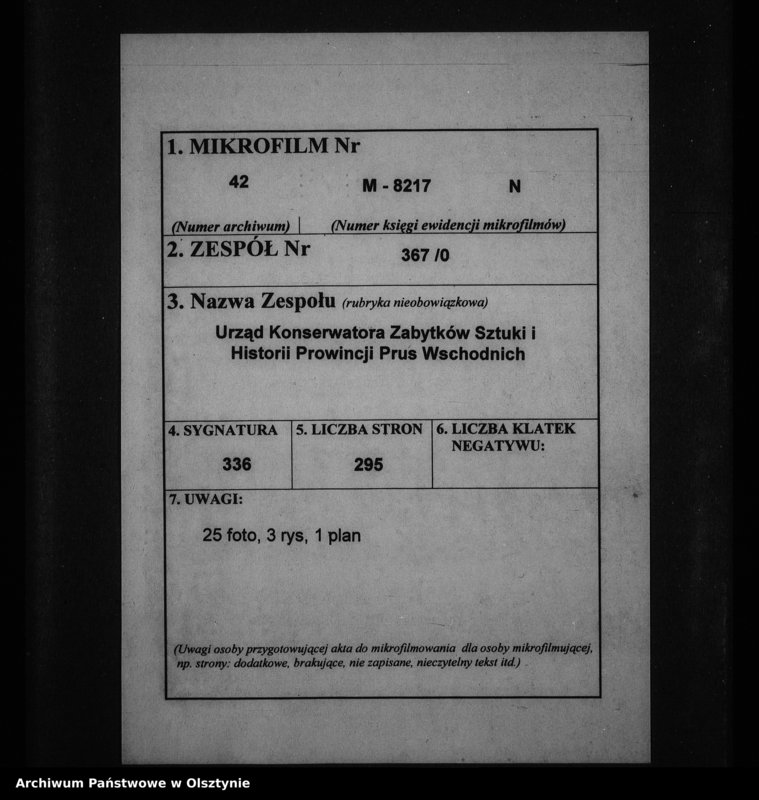 1. MIKROFILM Nr
42 M - 8217 N
(Numer archiwum) (Numer księgi ewidencji mikrofilmów)
2. ZESPÓŁ Nr 367 /0
3. Nazwa Zespołu (rubryka nieobowiązkowa)
Urząd Konserwatora Zabytków Sztuki i
Historii Prowincji Prus Wschodnich
4. SYGNATURA 5. LICZBA STRON 6. LICZBA KLATEK
NEGATYWU:
336 295
7. UWAGI:
25 foto, 3 rys, 1 plan
(Uwagi osoby przygotowującej akta do mikrofilmowania dla osoby mikrofilmującej,
np. strony: dodatkowe, brakujące, nie zapisane, nieczytelny tekst itd.)
Archiwum Państwowe w Olsztynie